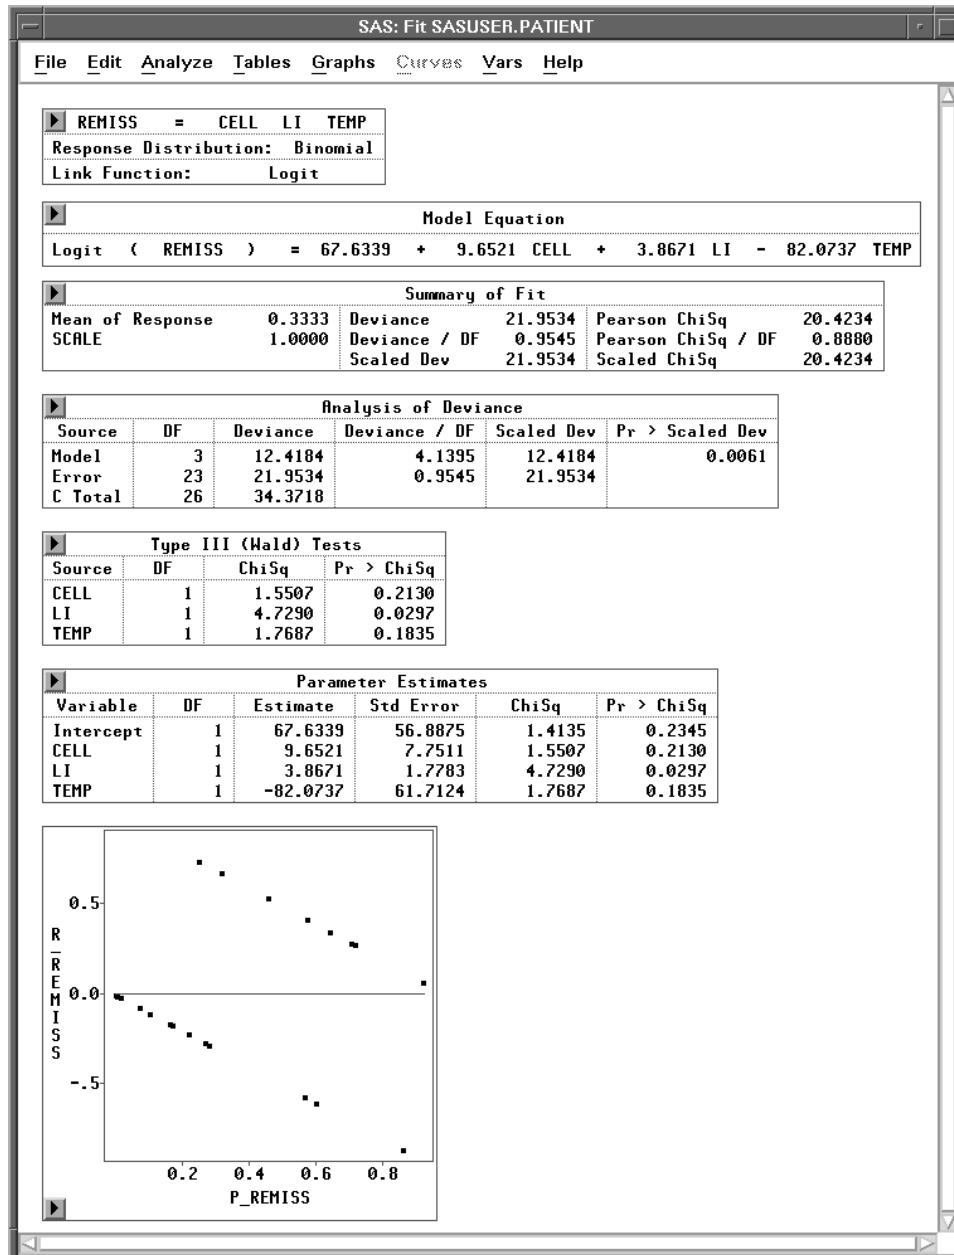 SAS: Fit SASUSER.PATIENT
File Edit Analyze Tables Graphs Curves Vars Help
REMISS = CELL LI TEMP
Response Distribution: Binomial
Link Function: Logit
Model Equation
Logit ( REMISS ) = 67.6339 + 9.6521 CELL + 3.8671 LI - 82.0737 TEMP
Summary of Fit
Mean of Response 0.3333 Deviance 21.9534 Pearson ChiSq 20.4234
SCALE 1.0000 Deviance / DF 0.9545 Pearson ChiSq / DF 0.8880
Scaled Dev 21.9534 Scaled ChiSq 20.4234
Analysis of Deviance
Source DF Deviance Deviance / DF Scaled Dev Pr > Scaled Dev
Model 3 12.4184 4.1395 12.4184 0.0061
Error 23 21.9534 0.9545 21.9534
C Total 26 34.3718
Type III (Wald) Tests
Source DF ChiSq Pr > ChiSq
CELL 1 1.5507 0.2130
LI 1 4.7290 0.0297
TEMP 1 1.7687 0.1835
Parameter Estimates
Variable DF Estimate Std Error ChiSq Pr > ChiSq
Intercept 1 67.6339 56.8875 1.4135 0.2345
CELL 1 9.6521 7.7511 1.5507 0.2130
LI 1 3.8671 1.7783 4.7290 0.0297
TEMP 1 -82.0737 61.7124 1.7687 0.1835
R_REMISS
0.5
0.0
-.5
0.2 0.4 0.6 0.8
P_REMISS